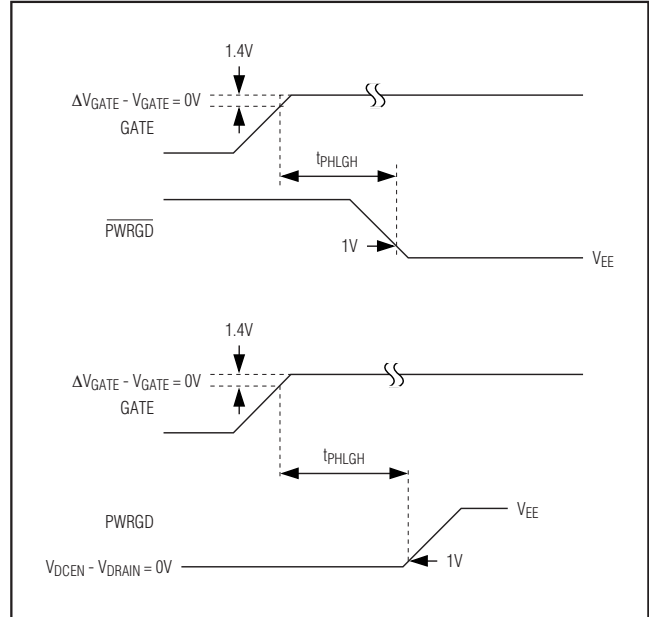 1.4V
ΔVGATE - VGATE = 0V
GATE
tPHLGH
PWRGD
1V
VEE
1.4V
ΔVGATE - VGATE = 0V
GATE
tPHLGH
PWRGD
VEE
VDCEN - VDRAIN = 0V
1V